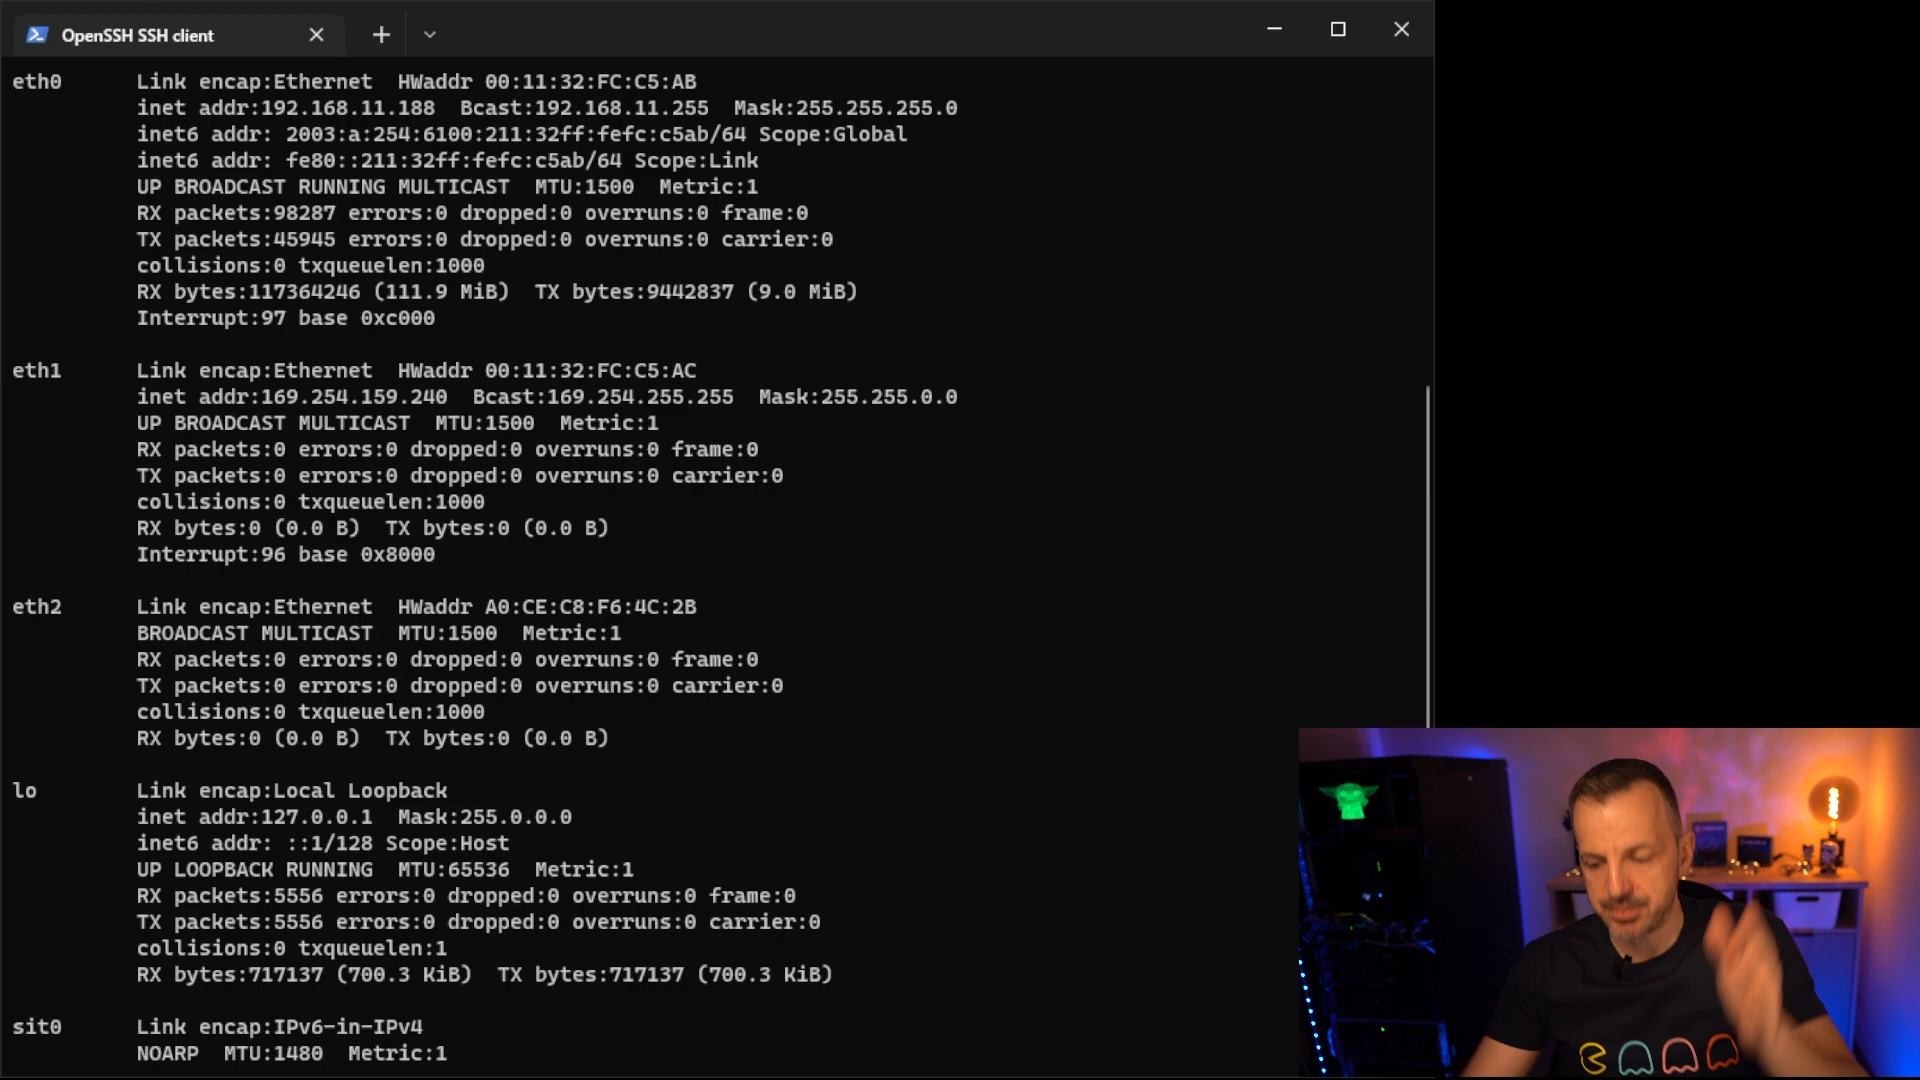 OpenSSH SSH client
eth0 Link encap:Ethernet HWaddr 00:11:32:FC:C5:AB
inet addr:192.168.11.188 Bcast:192.168.11.255 Mask:255.255.255.0
inet6 addr: 2003:a:254:6100:211:32ff:fefc:c5ab/64 Scope:Global
inet6 addr: fe80::211:32ff:fefc:c5ab/64 Scope:Link
UP BROADCAST RUNNING MULTICAST MTU:1500 Metric:1
RX packets:98287 errors:0 dropped:0 overruns:0 frame:0
TX packets:45945 errors:0 dropped:0 overruns:0 carrier:0
collisions:0 txqueuelen:1000
RX bytes:117364246 (111.9 MiB) TX bytes:9442837 (9.0 MiB)
Interrupt:97 base 0xc000
eth1 Link encap:Ethernet HWaddr 00:11:32:FC:C5:AC
inet addr:169.254.159.240 Bcast:169.254.255.255 Mask:255.255.0.0
UP BROADCAST MULTICAST MTU:1500 Metric:1
RX packets:0 errors:0 dropped:0 overruns:0 frame:0
TX packets:0 errors:0 dropped:0 overruns:0 carrier:0
collisions:0 txqueuelen:1000
RX bytes:0 (0.0 B) TX bytes:0 (0.0 B)
Interrupt:96 base 0x8000
eth2 Link encap:Ethernet HWaddr A0:CE:C8:F6:4C:2B
BROADCAST MULTICAST MTU:1500 Metric:1
RX packets:0 errors:0 dropped:0 overruns:0 frame:0
TX packets:0 errors:0 dropped:0 overruns:0 carrier:0
collisions:0 txqueuelen:1000
RX bytes:0 (0.0 B) TX bytes:0 (0.0 B)
lo Link encap:Local Loopback
inet addr:127.0.0.1 Mask:255.0.0.0
inet6 addr: ::1/128 Scope:Host
UP LOOPBACK RUNNING MTU:65536 Metric:1
RX packets:5556 errors:0 dropped:0 overruns:0 frame:0
TX packets:5556 errors:0 dropped:0 overruns:0 carrier:0
collisions:0 txqueuelen:1
RX bytes:717137 (700.3 KiB) TX bytes:717137 (700.3 KiB)
sit0 Link encap:IPv6-in-IPv4
NOARP MTU:1480 Metric:1